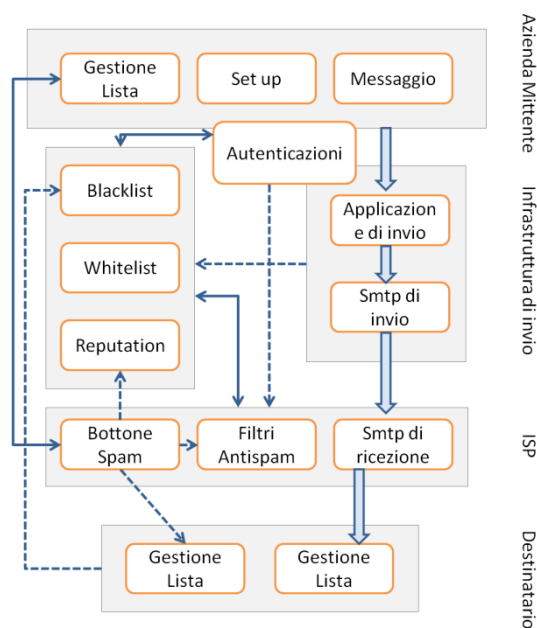 Gestione
Lista
Set up
Messaggio
Azienda Mittente
Autenticazioni
Blacklist
Whitelist
Reputation
Applicazion
e di invio
Smtp di
invio
Infrastruttura di invio
Bottone
Spam
Filtri
Antispam
Smtp di
ricezione
ISP
Gestione
Lista
Gestione
Lista
Destinatario